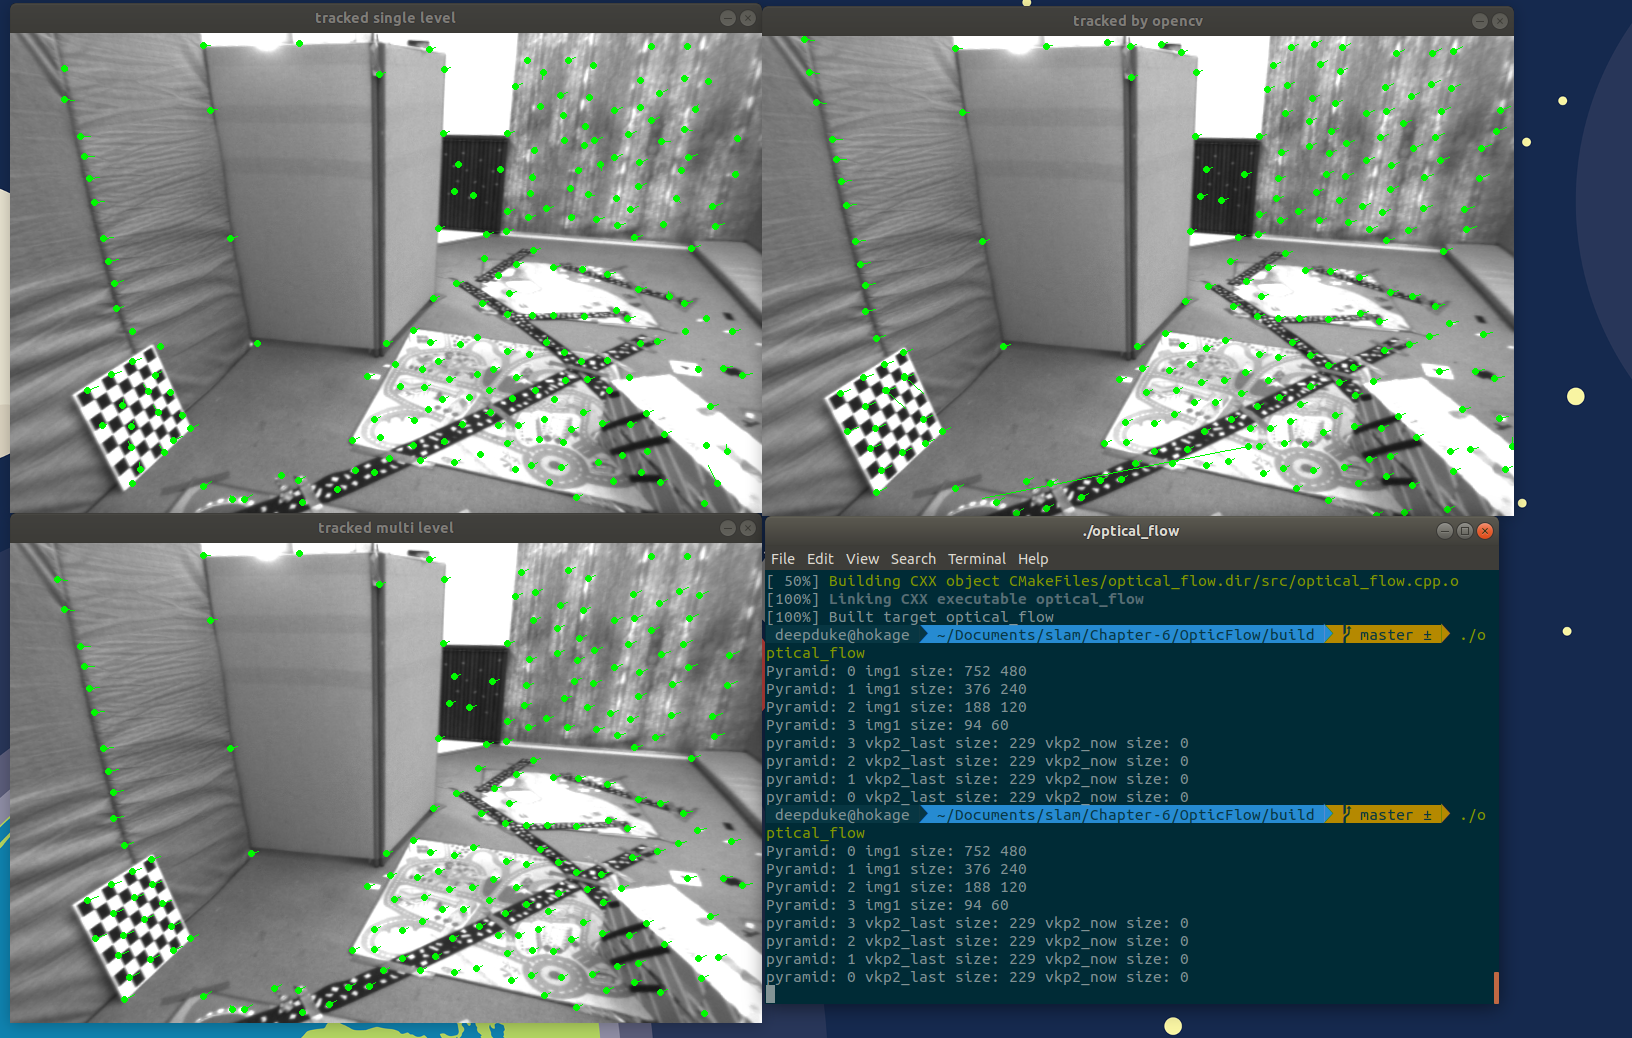 tracked single level
tracked by opencv
tracked multi level
./optical_flow
File Edit View Search Terminal Help
[ 50%] Building CXX object CMakeFiles/optical_flow.dir/src/optical_flow.cpp.o
[100%] Linking CXX executable optical_flow
[100%] Built target optical_flow
deepduke@hokage ~/Documents/slam/Chapter-6/OpticFlow/build master ± ./o
ptical_flow
Pyramid: 0 img1 size: 752 480
Pyramid: 1 img1 size: 376 240
Pyramid: 2 img1 size: 188 120
Pyramid: 3 img1 size: 94 60
pyramid: 3 vkp2_last size: 229 vkp2_now size: 0
pyramid: 2 vkp2_last size: 229 vkp2_now size: 0
pyramid: 1 vkp2_last size: 229 vkp2_now size: 0
pyramid: 0 vkp2_last size: 229 vkp2_now size: 0
deepduke@hokage ~/Documents/slam/Chapter-6/OpticFlow/build master ± ./o
ptical_flow
Pyramid: 0 img1 size: 752 480
Pyramid: 1 img1 size: 376 240
Pyramid: 2 img1 size: 188 120
Pyramid: 3 img1 size: 94 60
pyramid: 3 vkp2_last size: 229 vkp2_now size: 0
pyramid: 2 vkp2_last size: 229 vkp2_now size: 0
pyramid: 1 vkp2_last size: 229 vkp2_now size: 0
pyramid: 0 vkp2_last size: 229 vkp2_now size: 0